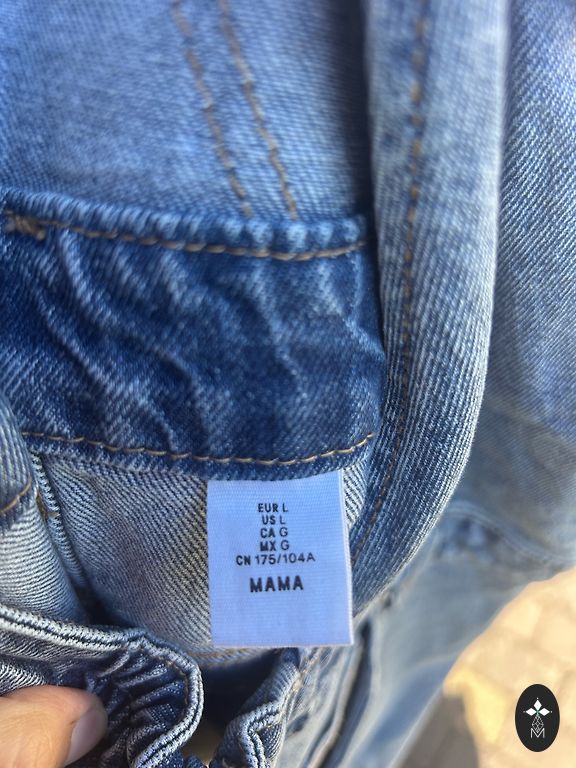 EUR L
US L
CA G
MX G
CN 175/104A
MAMA